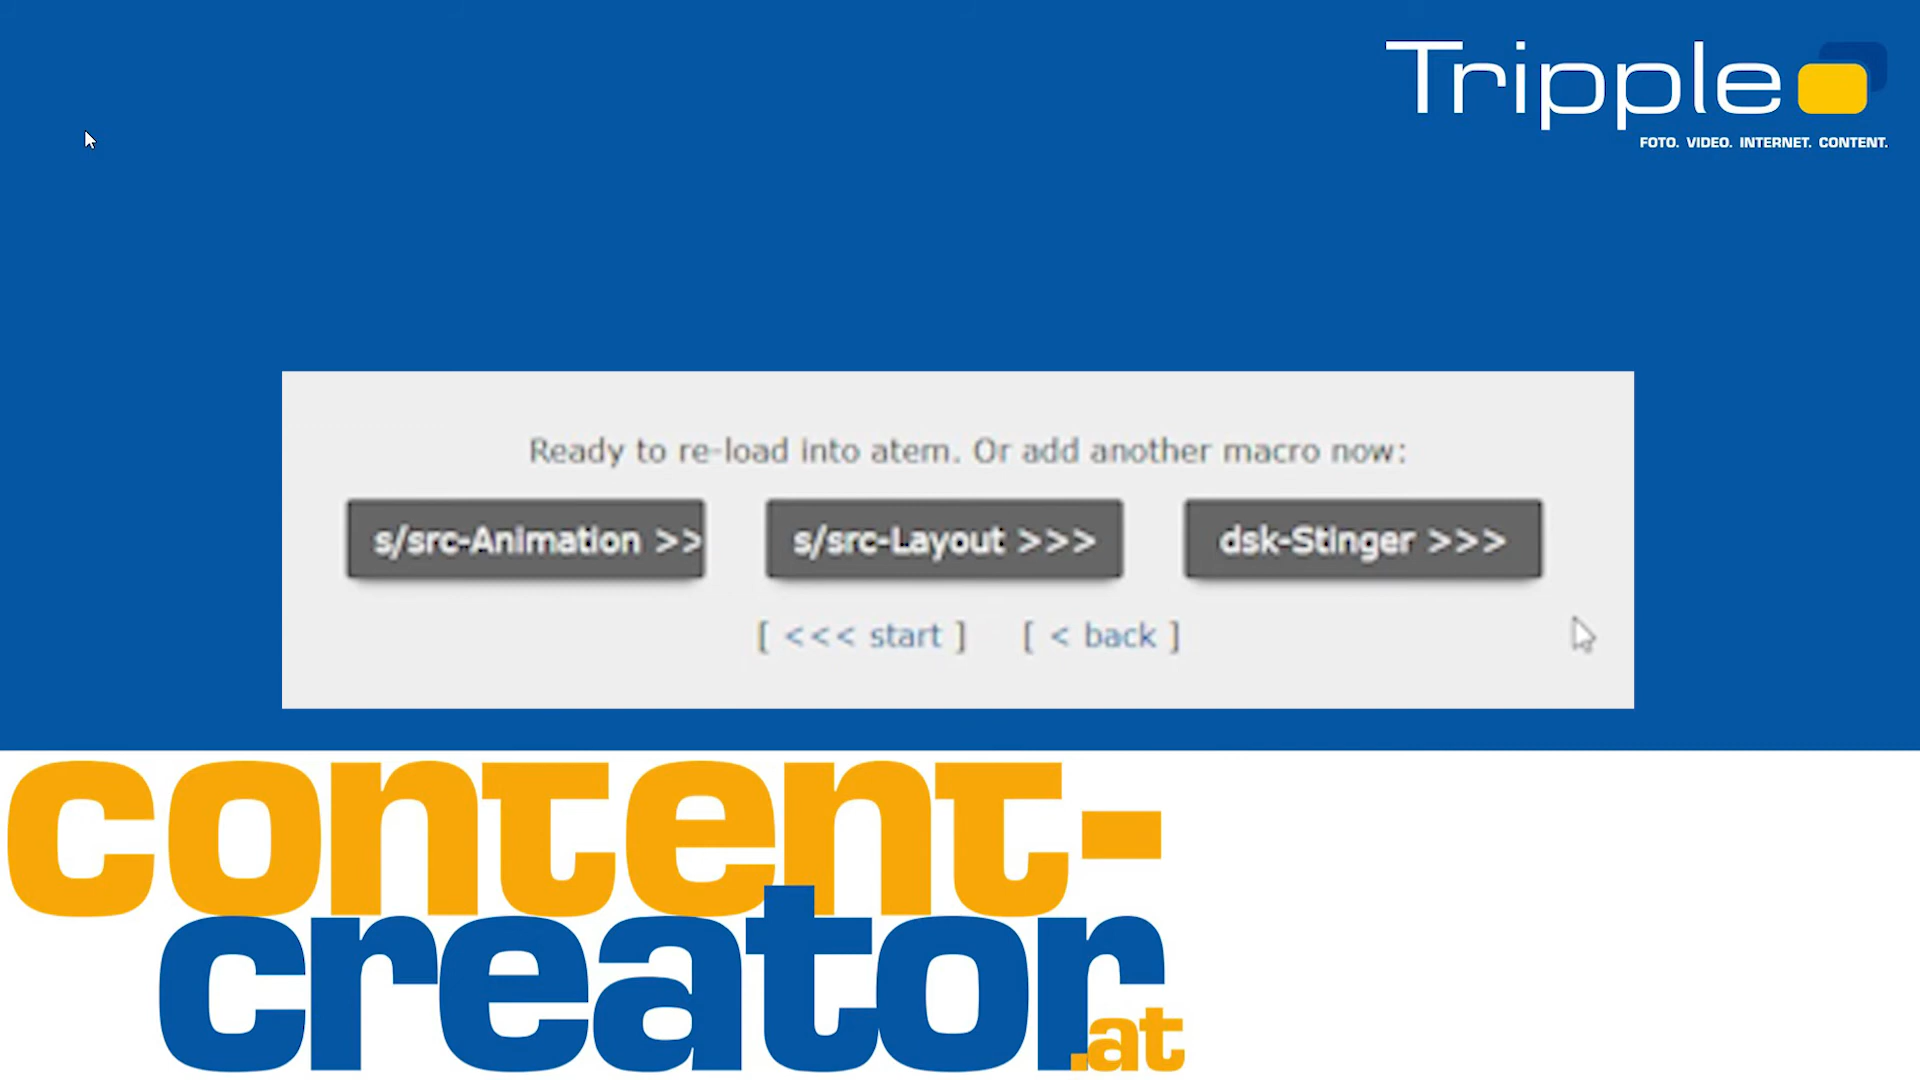 Tripple
FOTO. VIDEO. INTERNET. CONTENT.
Ready to re-load into atem. Or add another macro now:
s/src-Animation >>
s/src-Layout >>>
dsk-Stinger >>>
[ <<< start ]
[ < back ]
content-
creator
.at